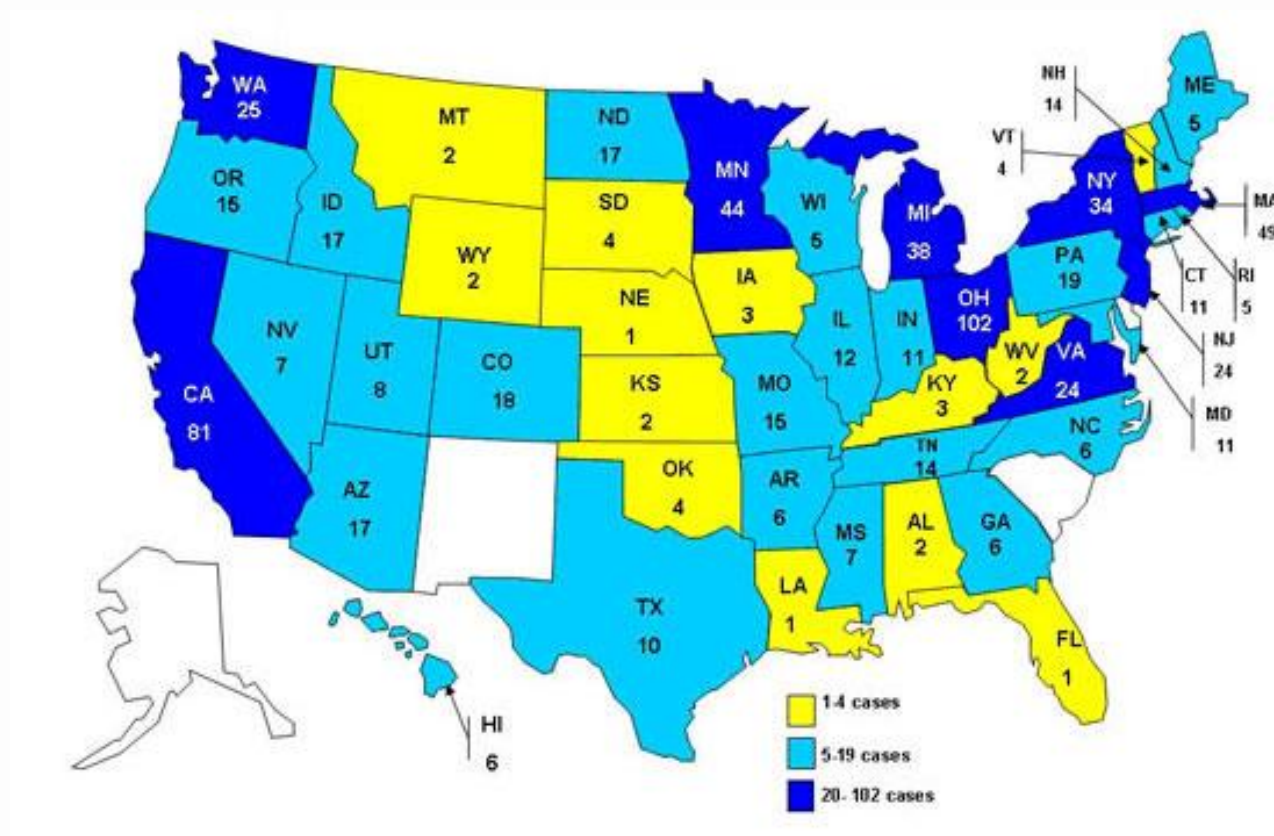 WA
25
MT
2
ND
17
MN
44
NH
14
ME
5
VT
4
OR
15
ID
17
SD
4
WI
5
MI
38
NY
34
MA
49
WY
2
IA
3
PA
19
CT
11
RI
5
NE
1
OH
102
NV
7
UT
8
CO
18
IL
12
IN
11
WV
2
VA
24
NJ
24
CA
81
KS
2
MO
15
KY
3
MD
11
NC
6
TN
14
AZ
17
OK
4
AR
6
MS
7
AL
2
GA
6
LA
1
TX
10
FL
1
HI
6
1-4 cases
5-19 cases
20- 102 cases